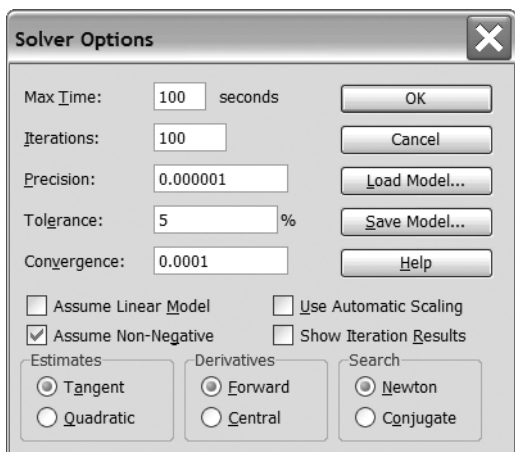 Solver Options
Max Time: 100 seconds OK
Iterations: 100 Cancel
Precision: 0.000001 Load Model...
Tolerance: 5 % Save Model...
Convergence: 0.0001 Help
Assume Linear Model Use Automatic Scaling
Assume Non-Negative Show Iteration Results
Estimates Derivatives Search
Tangent Forward Newton
Quadratic Central Conjugate